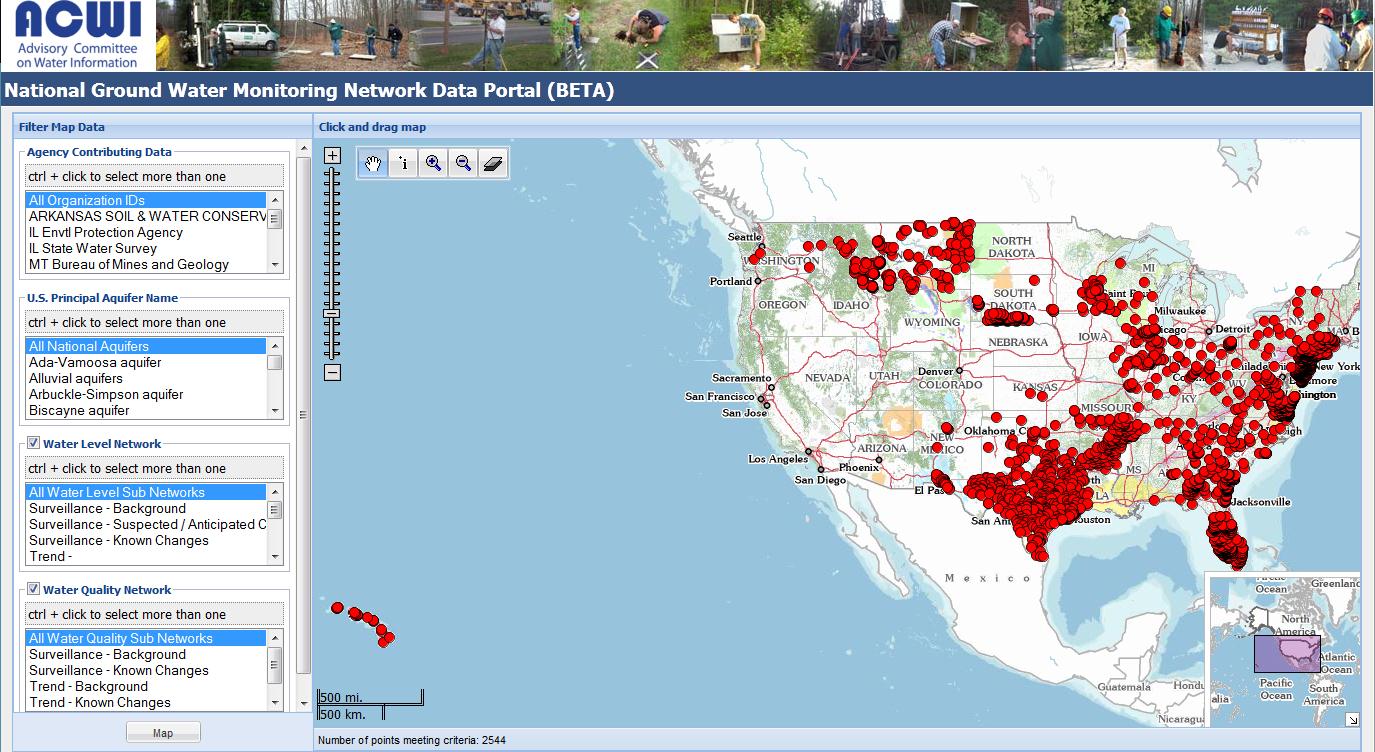 ACWI
Advisory Committee
on Water Information
National Ground Water Monitoring Network Data Portal (BETA)
Filter Map Data
Agency Contributing Data
ctrl + click to select more than one
All Organization IDs
ARKANSAS SOIL & WATER CONSERV
IL Envtl Protection Agency
IL State Water Survey
MT Bureau of Mines and Geology
U.S. Principal Aquifer Name
ctrl + click to select more than one
All National Aquifers
Ada-Vamoosa aquifer
Alluvial aquifers
Arbuckle-Simpson aquifer
Biscayne aquifer
Water Level Network
ctrl + click to select more than one
All Water Level Sub Networks
Surveillance - Background
Surveillance - Suspected / Anticipated C
Surveillance - Known Changes
Trend -
Water Quality Network
ctrl + click to select more than one
All Water Quality Sub Networks
Surveillance - Background
Surveillance - Known Changes
Trend - Background
Trend - Known Changes
Map
Click and drag map
Seattle
WASHINGTON
NORTH
DAKOTA
MI
Portland
OREGON
IDAHO
SOUTH
DAKOTA
Milwaukee
WYOMING
Detroit
NY
MA
NEBRASKA
IOWA
New York
Sacramento
NEVADA
UTAH
Denver
COLORADO
KANSAS
WV
KY
San Francisco
San Jose
MISSOURI
Oklahoma C
ARIZONA
NEW
MEXICO
Los Angeles
Phoenix
MS
San Diego
El Pas
LA
Jacksonville
San An
ouston
Mexico
Guatemala
Hondu
Nicaragu
500 mi.
500 km.
Arctic
Ocean
Greenland
North
America
Atlantic
Ocean
Pacific
Ocean
South
America
alia
Number of points meeting criteria: 2544